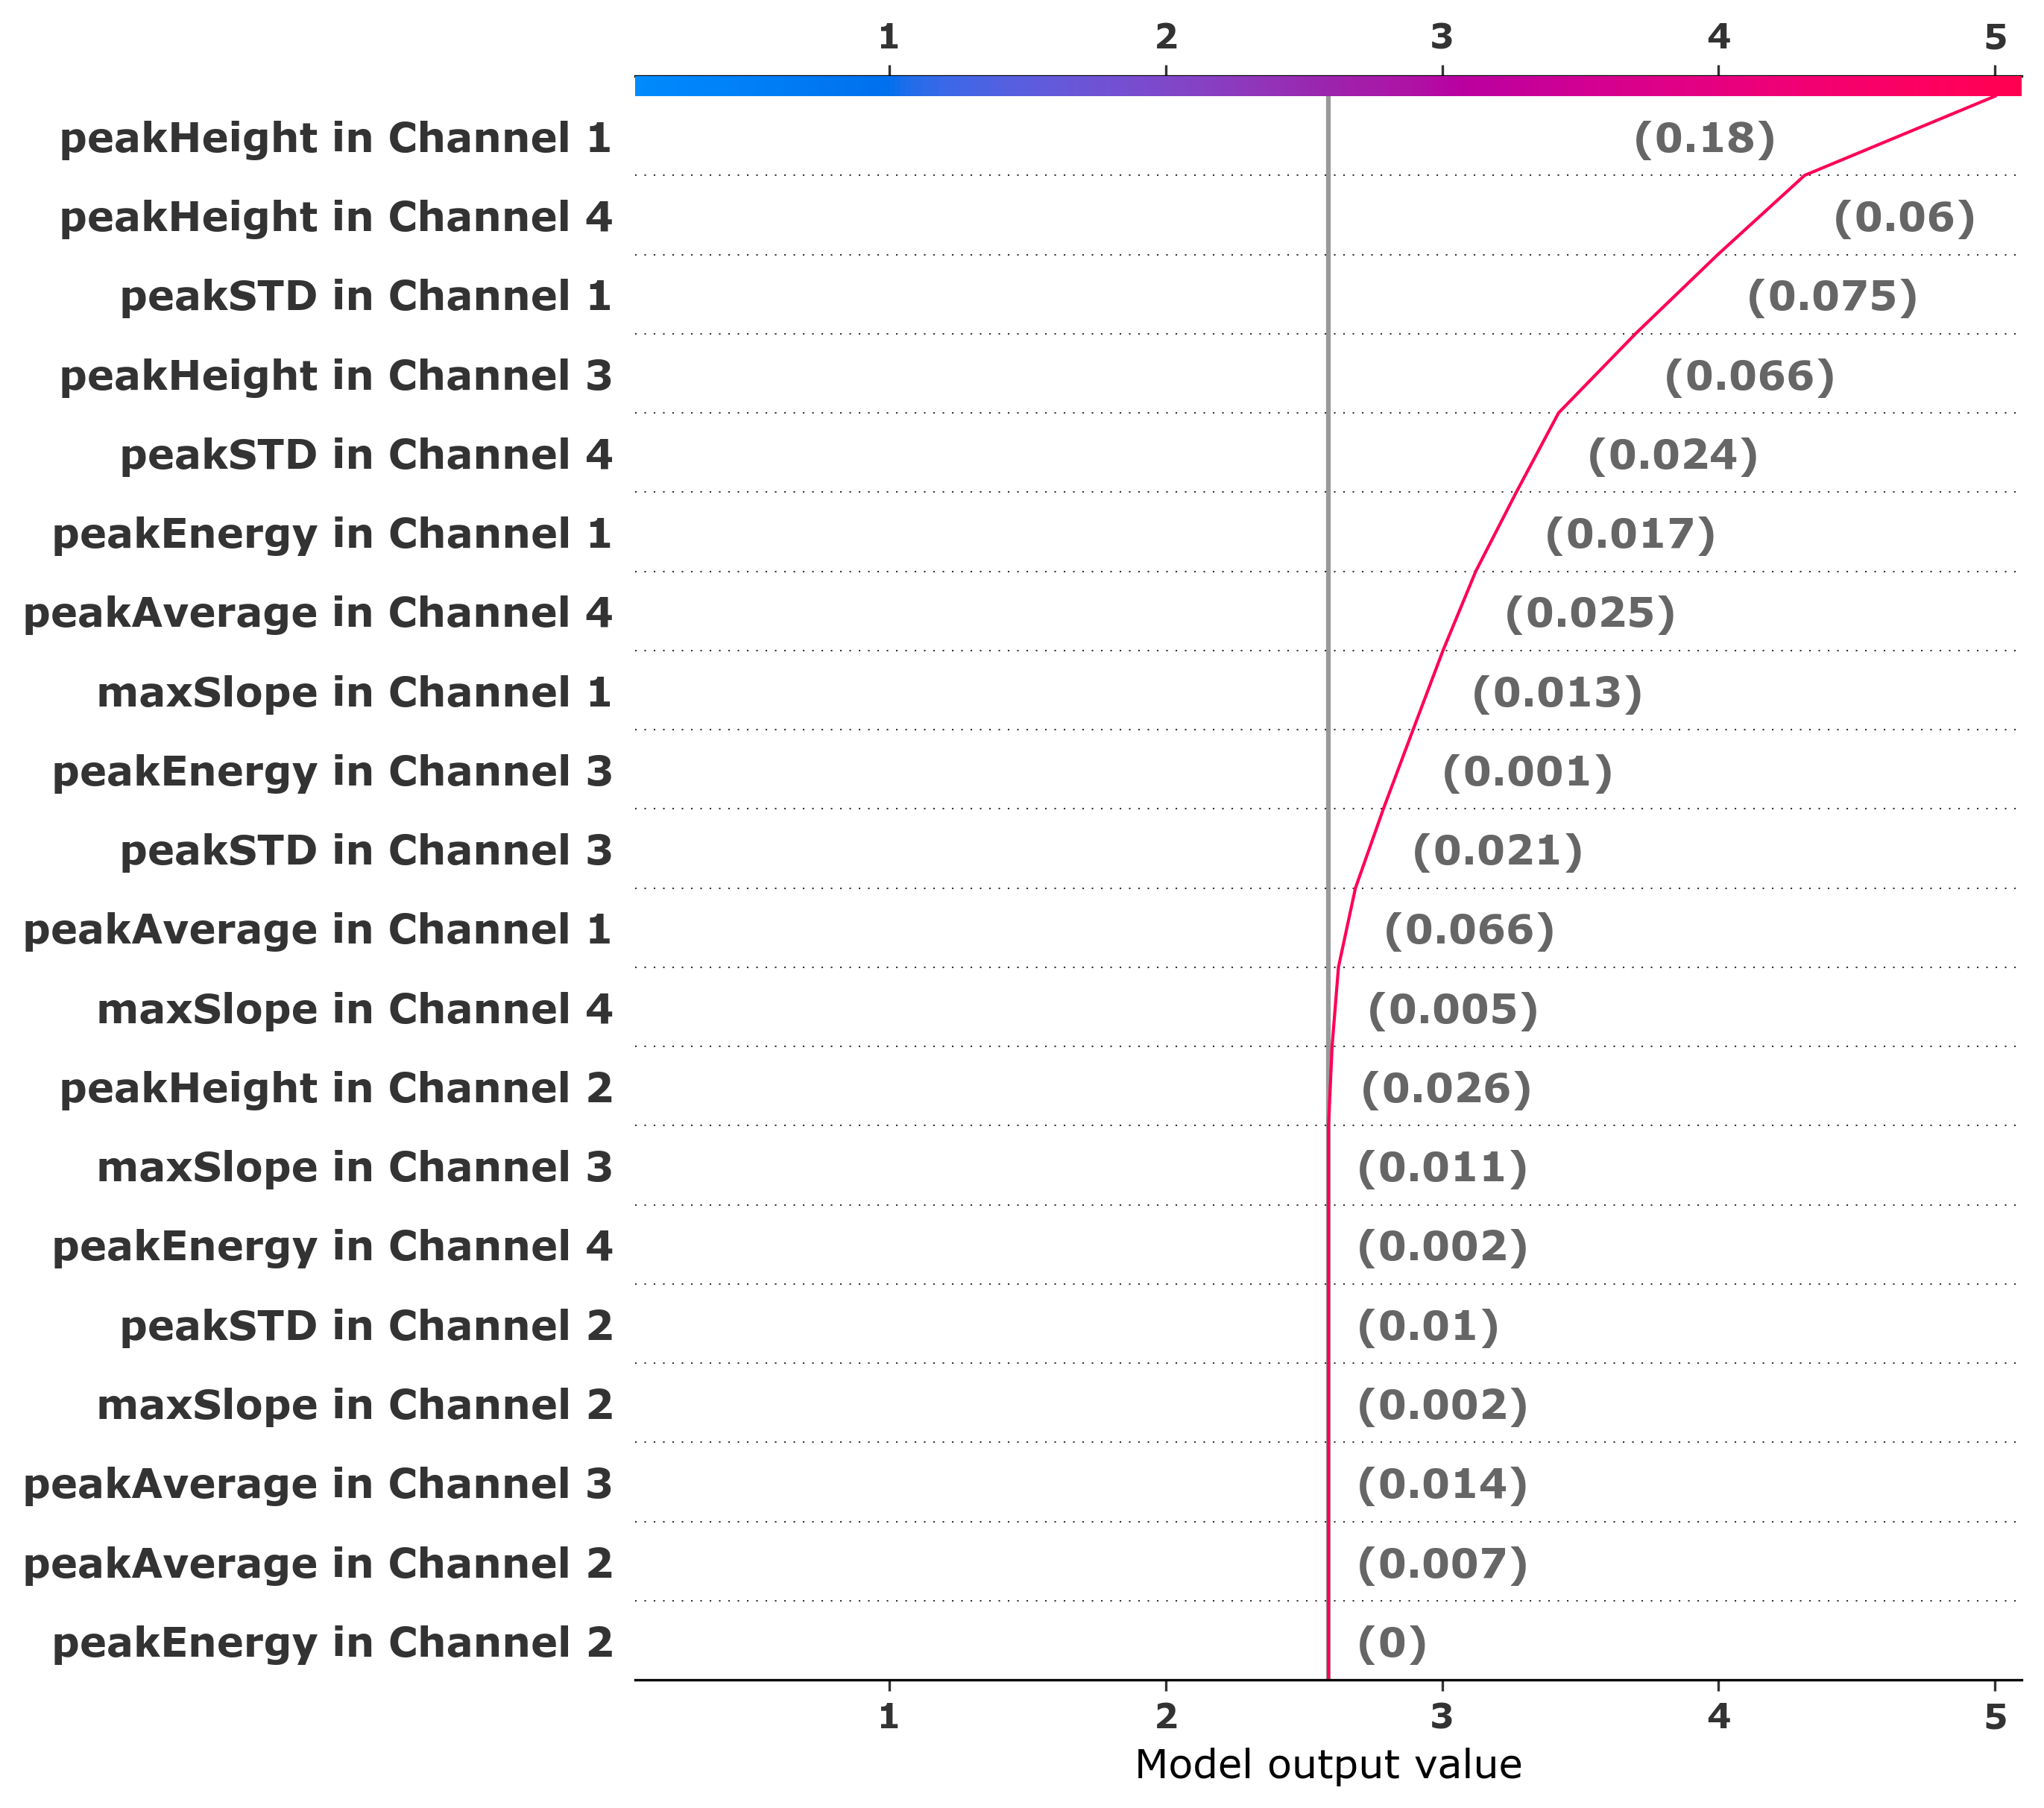 1 2 3 4 5
peakHeight in Channel 1 (0.18)
peakHeight in Channel 4 (0.06)
peakSTD in Channel 1 (0.075)
peakHeight in Channel 3 (0.066)
peakSTD in Channel 4 (0.024)
peakEnergy in Channel 1 (0.017)
peakAverage in Channel 4 (0.025)
maxSlope in Channel 1 (0.013)
peakEnergy in Channel 3 (0.001)
peakSTD in Channel 3 (0.021)
peakAverage in Channel 1 (0.066)
maxSlope in Channel 4 (0.005)
peakHeight in Channel 2 (0.026)
maxSlope in Channel 3 (0.011)
peakEnergy in Channel 4 (0.002)
peakSTD in Channel 2 (0.01)
maxSlope in Channel 2 (0.002)
peakAverage in Channel 3 (0.014)
peakAverage in Channel 2 (0.007)
peakEnergy in Channel 2 (0)
1 2 3 4 5
Model output value